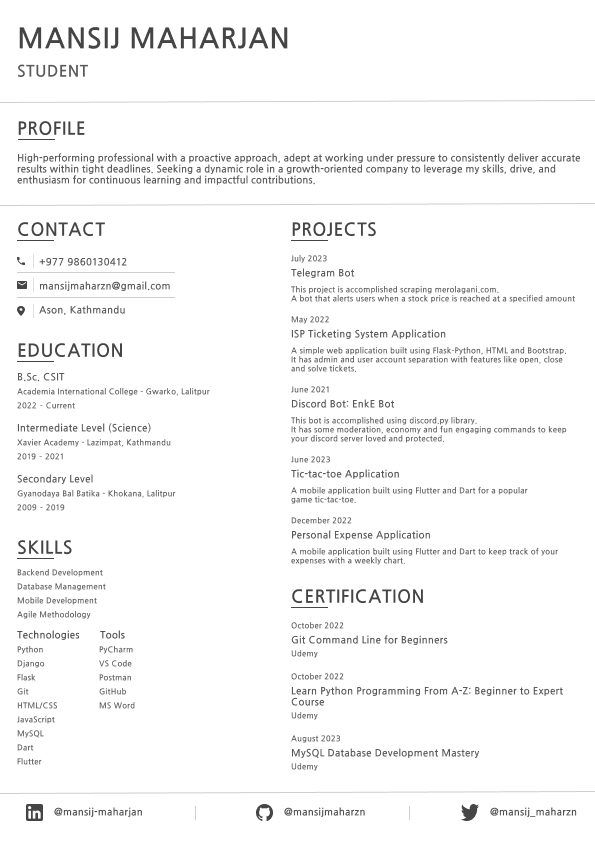 MANSIJ MAHARJAN
STUDENT
PROFILE
High-performing professional with a proactive approach, adept at working under pressure to consistently deliver accurate
results within tight deadlines. Seeking a dynamic role in a growth-oriented company to leverage my skills, drive, and
enthusiasm for continuous learning and impactful contributions.
CONTACT
+977 9860130412
mansijmaharzn@gmail.com
Ason, Kathmandu
EDUCATION
B.Sc. CSIT
Academia International College - Gwarko, Lalitpur
2022 - Current
Intermediate Level (Science)
Xavier Academy - Lazimpat, Kathmandu
2019 - 2021
Secondary Level
Gyanodaya Bal Batika - Khokana, Lalitpur
2009 - 2019
SKILLS
Backend Development
Database Management
Mobile Development
Agile Methodology
Technologies
Python
Django
Flask
Git
HTML/CSS
JavaScript
MySQL
Dart
Flutter
Tools
PyCharm
VS Code
Postman
GitHub
MS Word
PROJECTS
July 2023
Telegram Bot
This project is accomplished scraping merolagani.com.
A bot that alerts users when a stock price is reached at a specified amount
May 2022
ISP Ticketing System Application
A simple web application built using Flask-Python, HTML and Bootstrap.
It has admin and user account separation with features like open, close
and solve tickets.
June 2021
Discord Bot: EnkE Bot
This bot is accomplished using discord.py library.
It has some moderation, economy and fun engaging commands to keep
your discord server loved and protected.
June 2023
Tic-tac-toe Application
A mobile application built using Flutter and Dart for a popular
game tic-tac-toe.
December 2022
Personal Expense Application
A mobile application built using Flutter and Dart to keep track of your
expenses with a weekly chart.
CERTIFICATION
October 2022
Git Command Line for Beginners
Udemy
October 2022
Learn Python Programming From A-Z: Beginner to Expert
Course
Udemy
August 2023
MySQL Database Development Mastery
Udemy
@mansij-maharjan
@mansijmaharzn
@mansij_maharzn